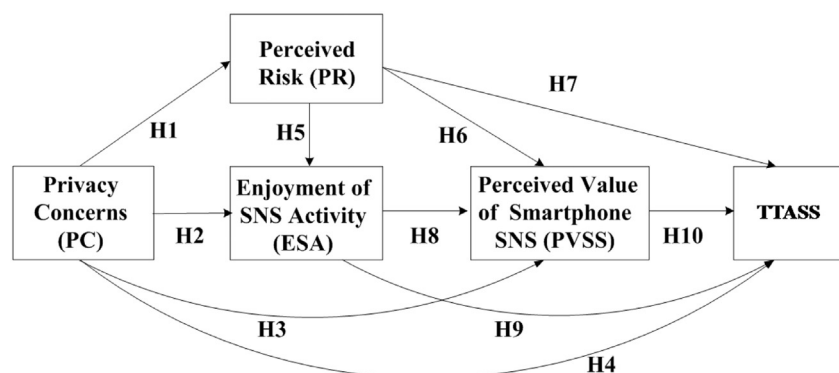 Perceived
Risk (PR)
H7
H1
H5
H6
Privacy
Concerns
(PC)
Enjoyment of
SNS Activity
(ESA)
Perceived Value
of Smartphone
SNS (PVSS)
TTASS
H2
H8
H10
H3
H9
H4